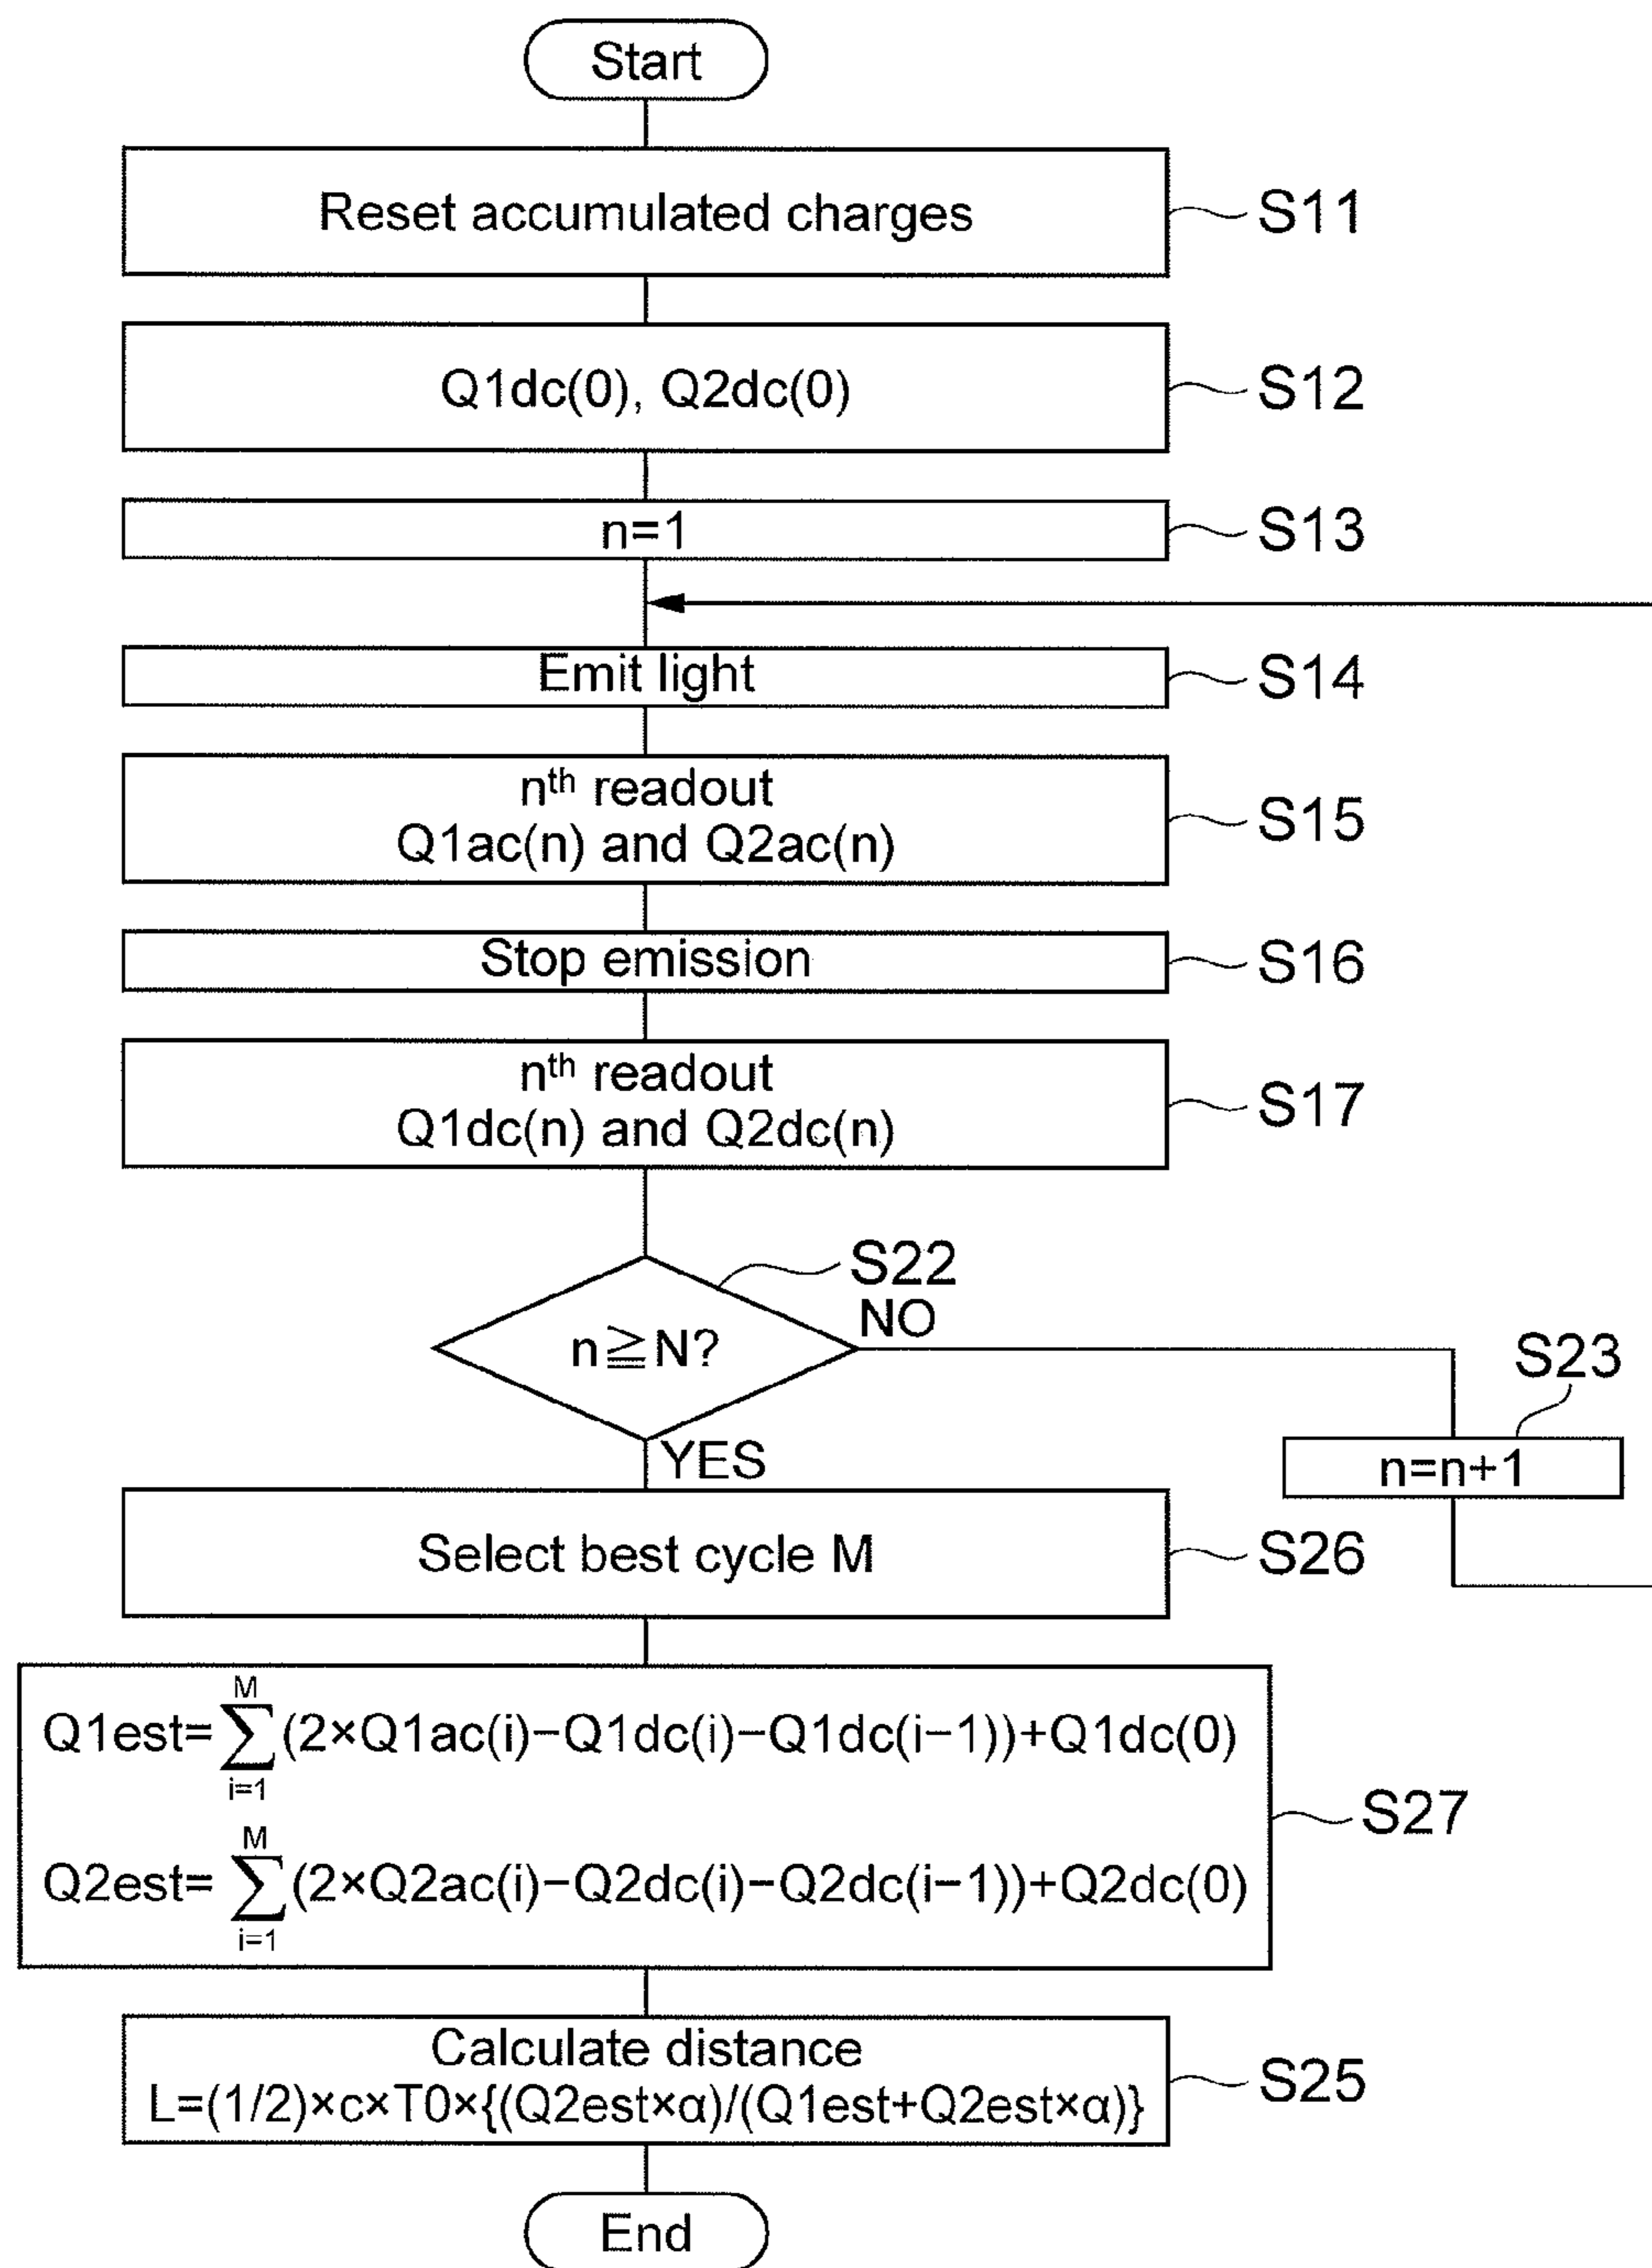 Start
Reset accumulated charges
S11
Q1dc(0), Q2dc(0)
S12
n=1
S13
Emit light
S14
nth readout
Q1ac(n) and Q2ac(n)
S15
Stop emission
S16
nth readout
Q1dc(n) and Q2dc(n)
S17
S22
n≧N?
NO
S23
n=n+1
YES
Select best cycle M
S26
M
Q1est=∑(2×Q1ac(i)−Q1dc(i)−Q1dc(i−1))+Q1dc(0)
i=1
S27
M
Q2est=∑(2×Q2ac(i)−Q2dc(i)−Q2dc(i−1))+Q2dc(0)
i=1
Calculate distance
L=(1/2)×c×T0×{(Q2est×α)/(Q1est+Q2est×α)}
S25
End